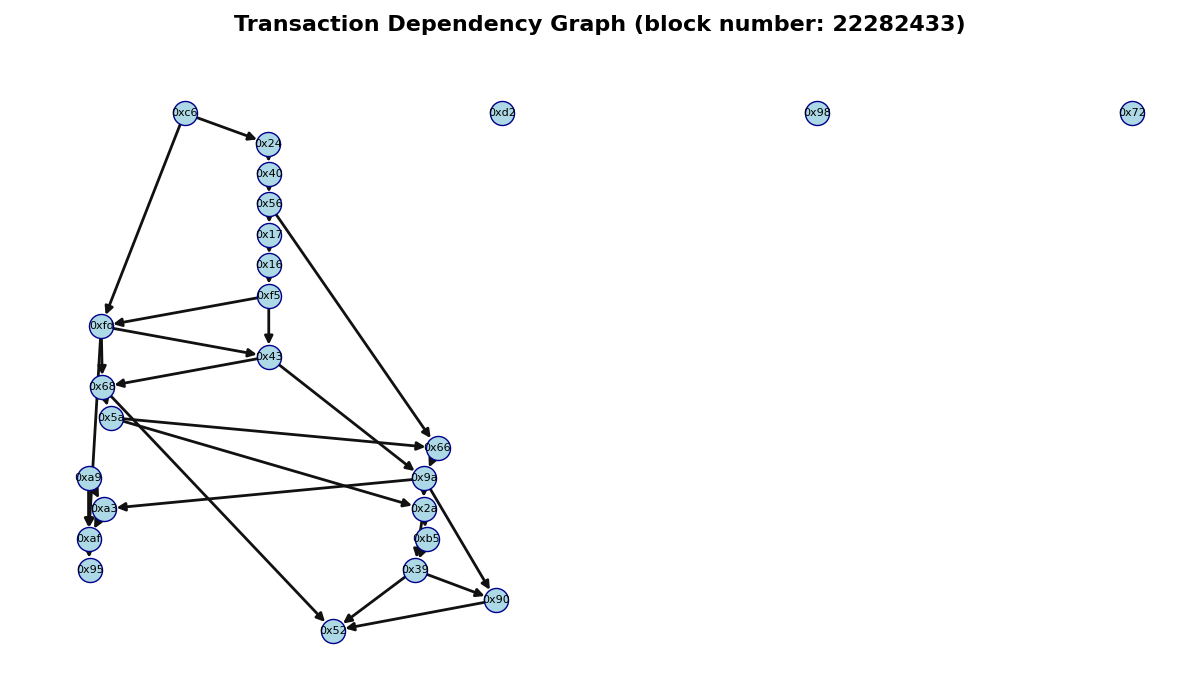 Transaction Dependency Graph (block number: 22282433)
0xc6
0xd2
0x98
0x72
0x24
0x40
0x56
0x17
0x16
0xf5
0xfd
0x43
0x68
0x5a
0x66
0xa9
0x9a
0xa3
0x2a
0xaf
0xb5
0x95
0x39
0x90
0x52